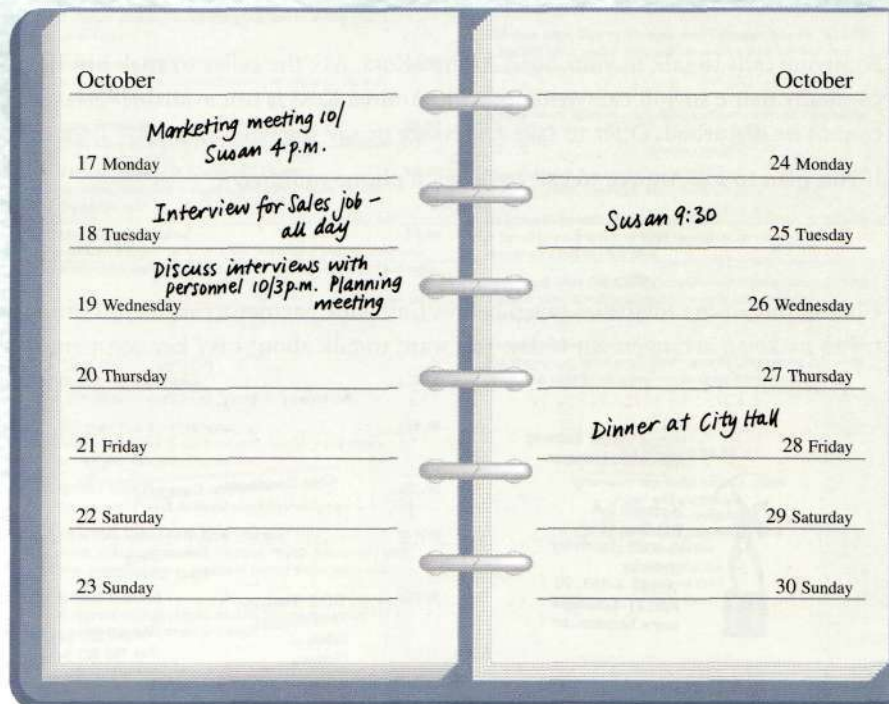 October
Marketing meeting 10/
Susan 4 p.m.
17 Monday
Interview for Sales job –
all day
18 Tuesday
Discuss interviews with
personnel 10/3p.m. Planning
meeting
19 Wednesday
20 Thursday
21 Friday
22 Saturday
23 Sunday
October
24 Monday
Susan 9:30
25 Tuesday
26 Wednesday
27 Thursday
Dinner at City Hall
28 Friday
29 Saturday
30 Sunday